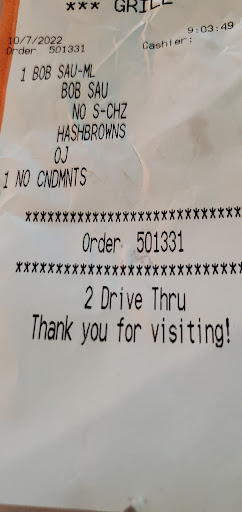 *** GRILL
10/7/2022 9:03:49
Order 501331 Cashier:
1 BOB SAU-ML
BOB SAU
NO S-CHZ
HASHBROWNS
OJ
1 NO CNDMNTS
******************************
Order 501331
******************************
2 Drive Thru
Thank you for visiting!